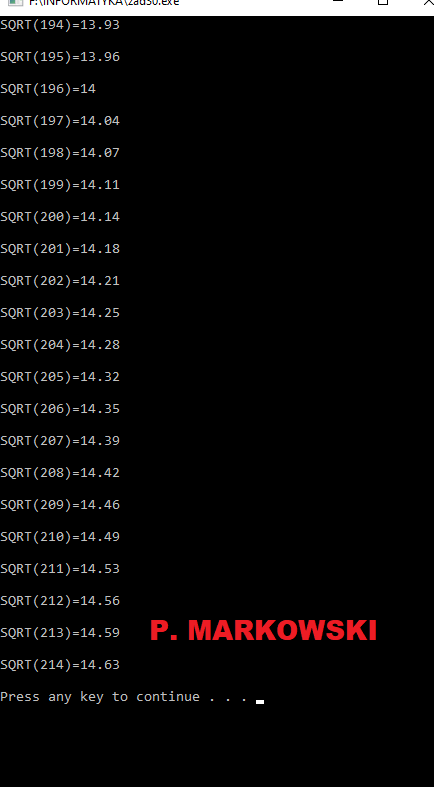 F:\INFORMATYKA\zad30.exe
SQRT(194)=13.93
SQRT(195)=13.96
SQRT(196)=14
SQRT(197)=14.04
SQRT(198)=14.07
SQRT(199)=14.11
SQRT(200)=14.14
SQRT(201)=14.18
SQRT(202)=14.21
SQRT(203)=14.25
SQRT(204)=14.28
SQRT(205)=14.32
SQRT(206)=14.35
SQRT(207)=14.39
SQRT(208)=14.42
SQRT(209)=14.46
SQRT(210)=14.49
SQRT(211)=14.53
SQRT(212)=14.56
SQRT(213)=14.59 P. MARKOWSKI
SQRT(214)=14.63
Press any key to continue . . .